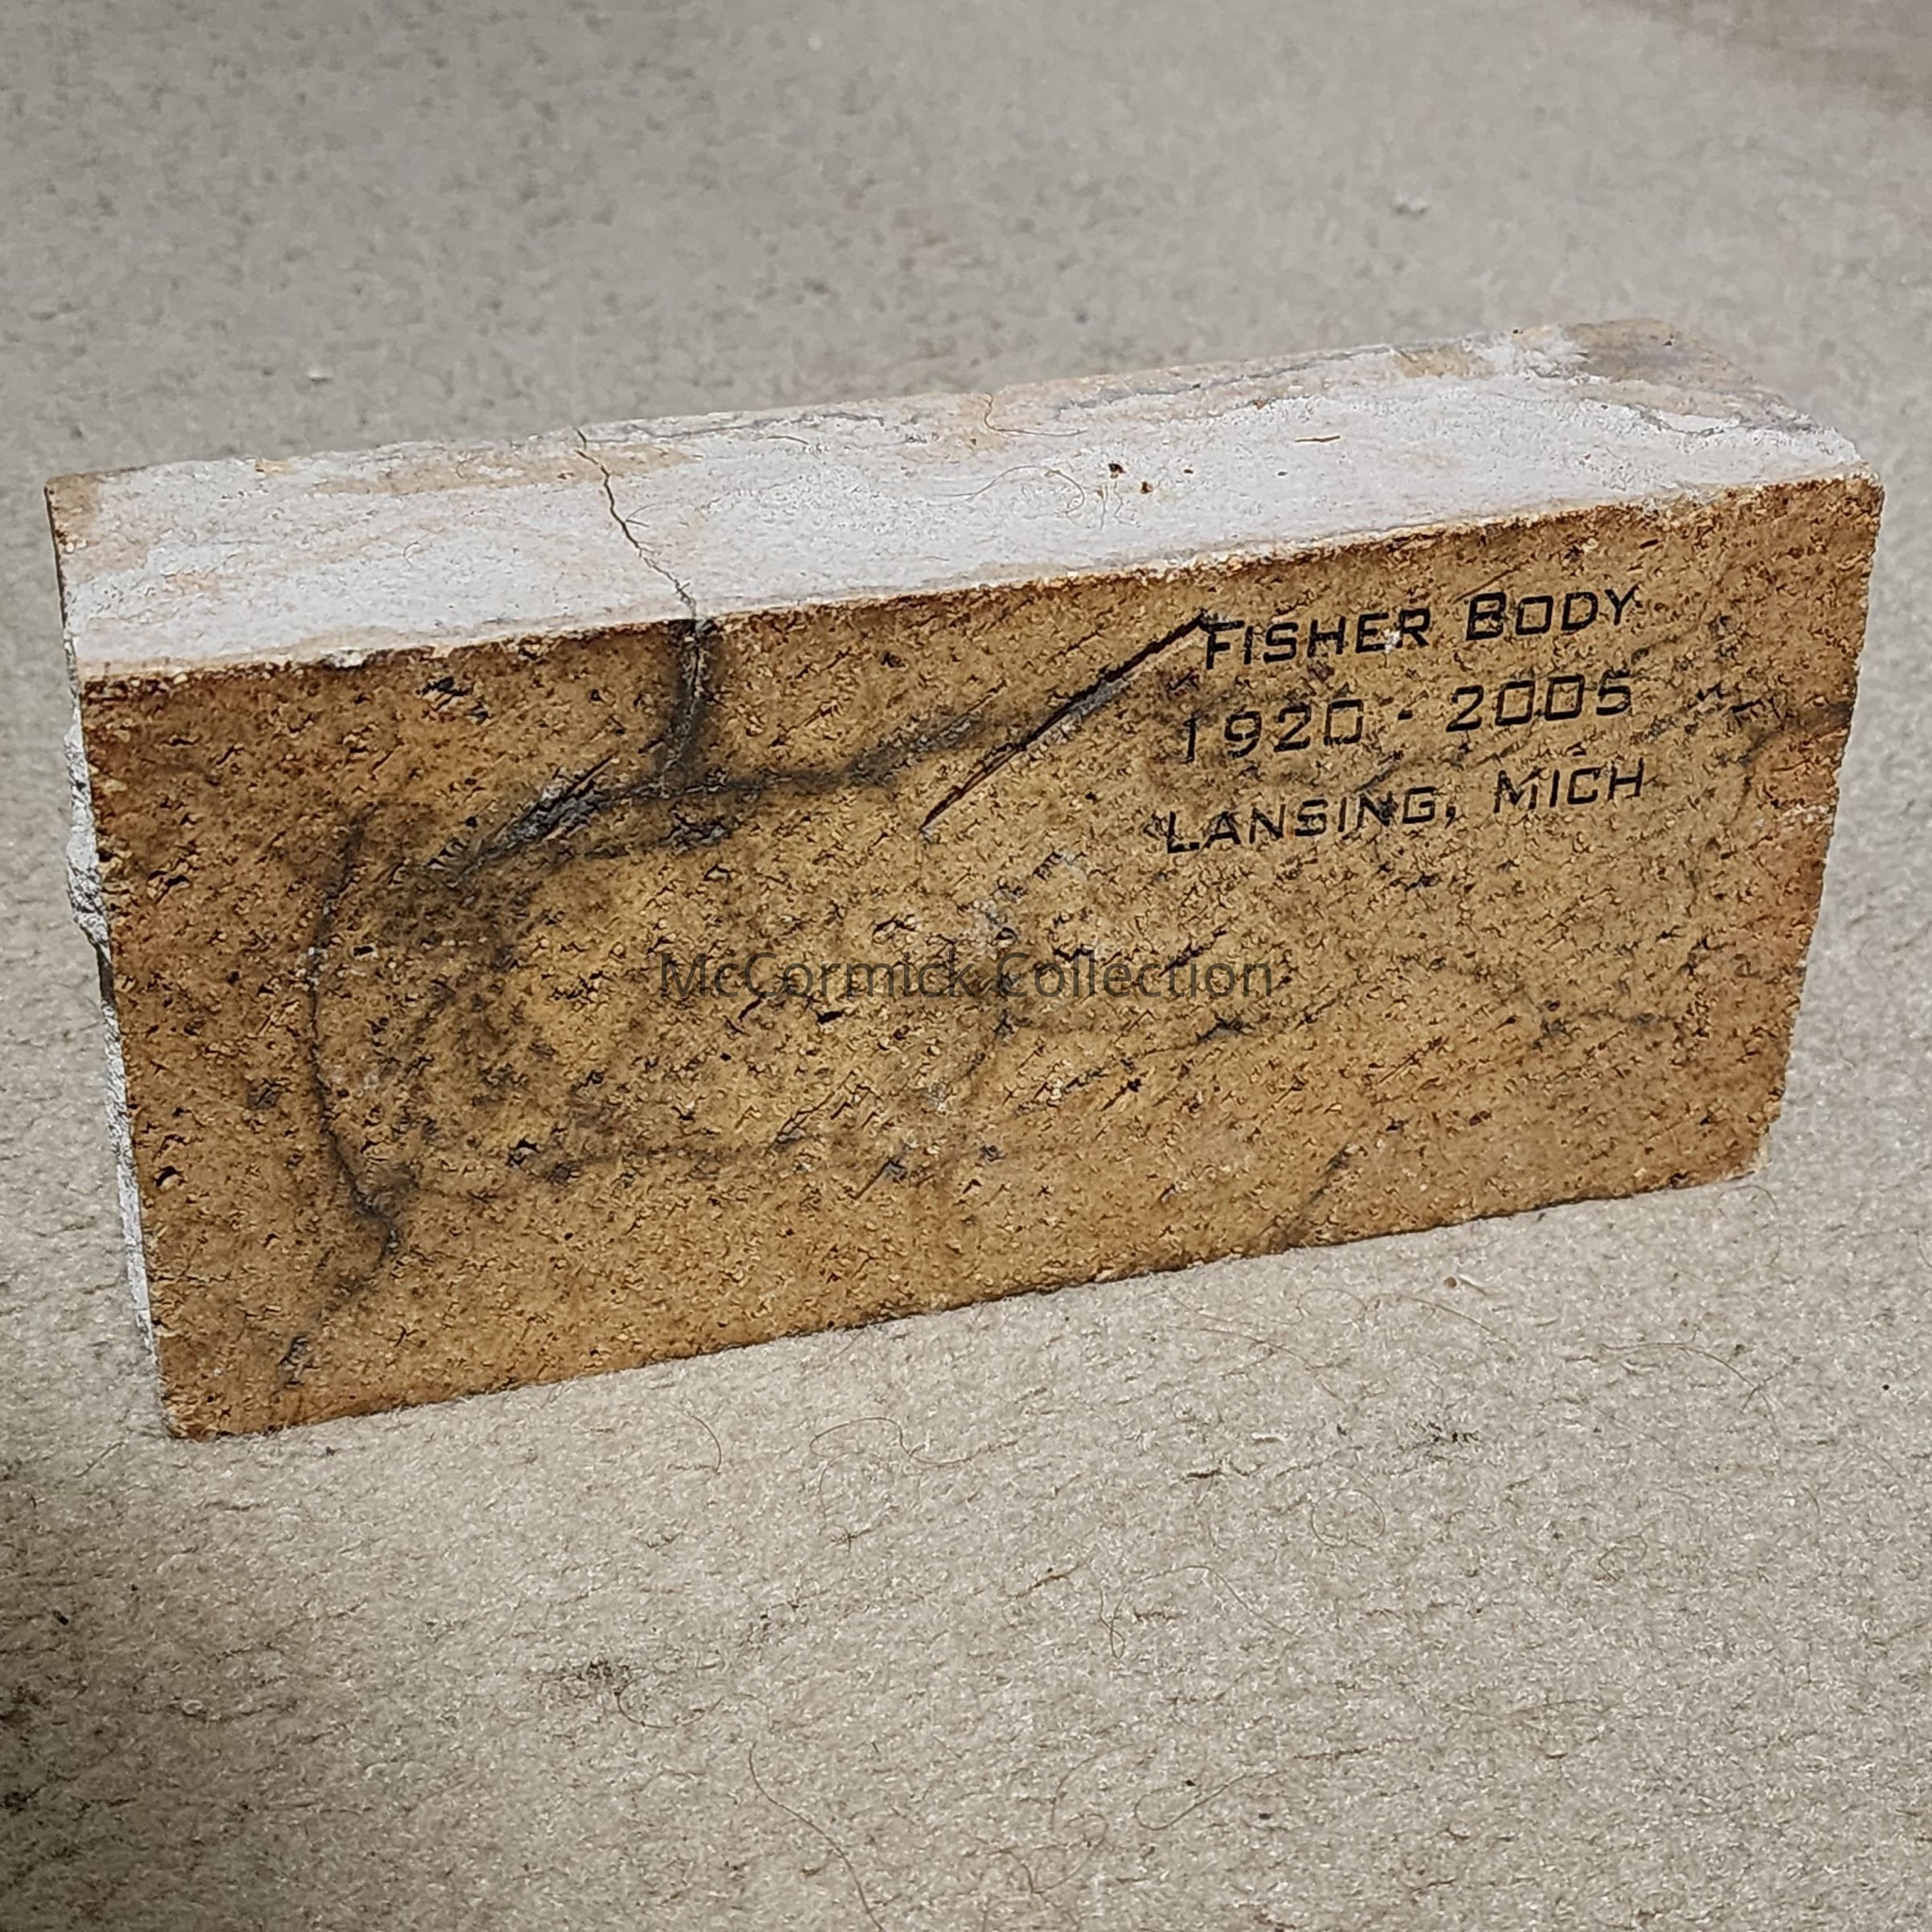 FISHER BODY
1920 - 2005
LANSING, MICH
McCormick Collection